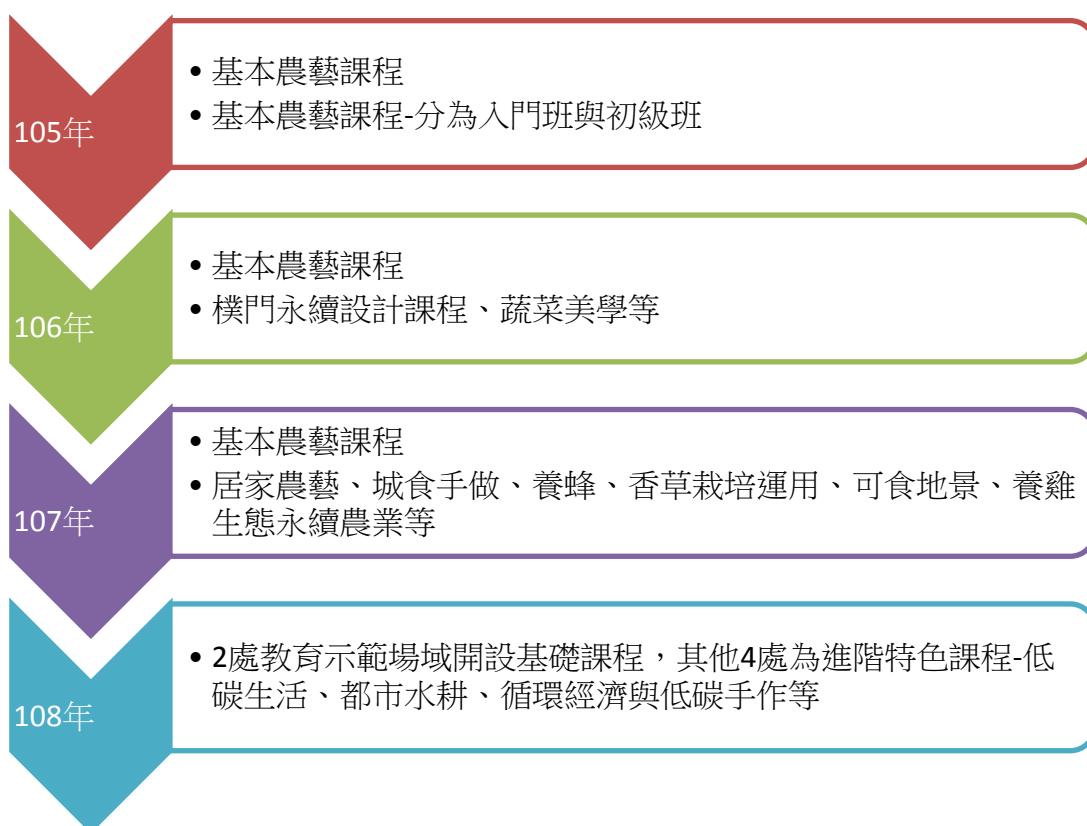 105年
• 基本農藝課程
• 基本農藝課程-分為入門班與初級班
106年
• 基本農藝課程
• 樸門永續設計課程、蔬菜美學等
107年
• 基本農藝課程
• 居家農藝、城食手做、養蜂、香草栽培運用、可食地景、養雞
生態永續農業等
108年
• 2處教育示範場域開設基礎課程，其他4處為進階特色課程-低
碳生活、都市水耕、循環經濟與低碳手作等